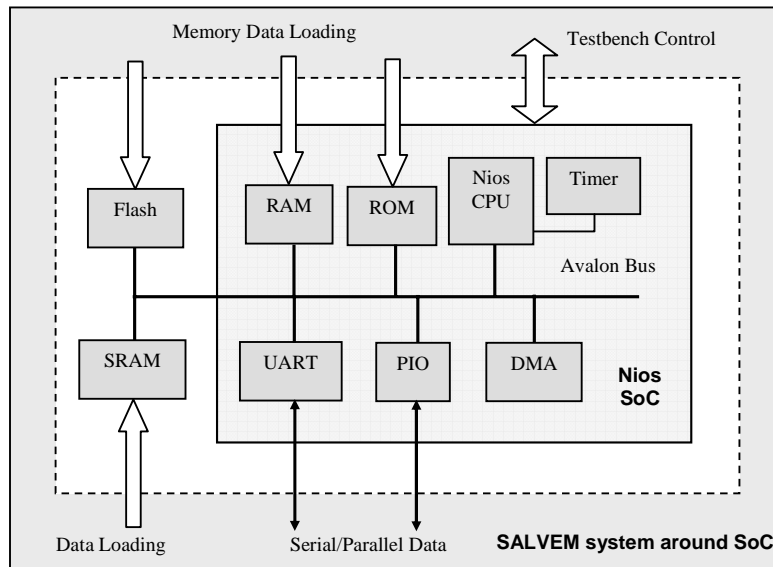 Memory Data Loading
Testbench Control
Flash
RAM
ROM
Nios
CPU
Timer
Avalon Bus
SRAM
UART
PIO
DMA
Nios
SoC
Data Loading
Serial/Parallel Data
SALVEM system around SoC